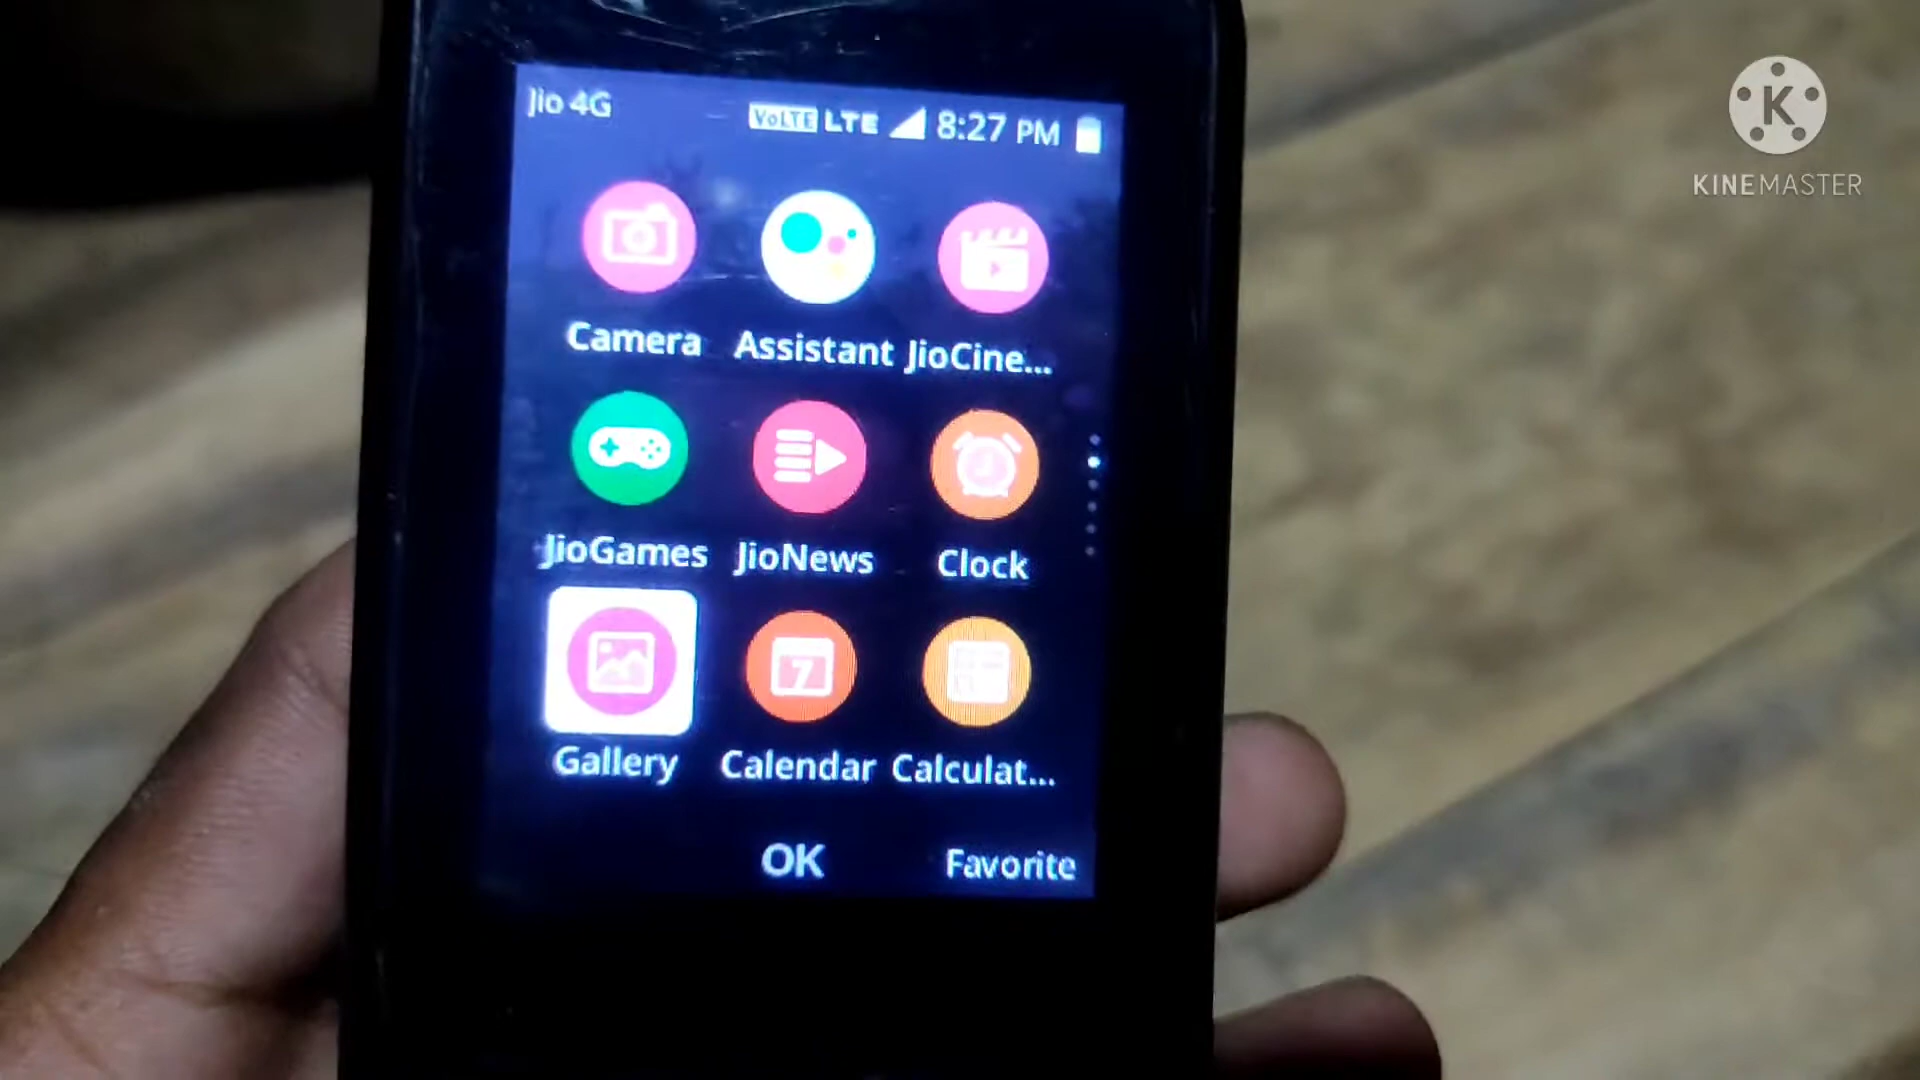 Jio 4G VoLTE LTE 8:27 PM
K
KINEMASTER
Camera Assistant JioCine...
JioGames JioNews Clock
7
Gallery Calendar Calculat...
OK Favorite